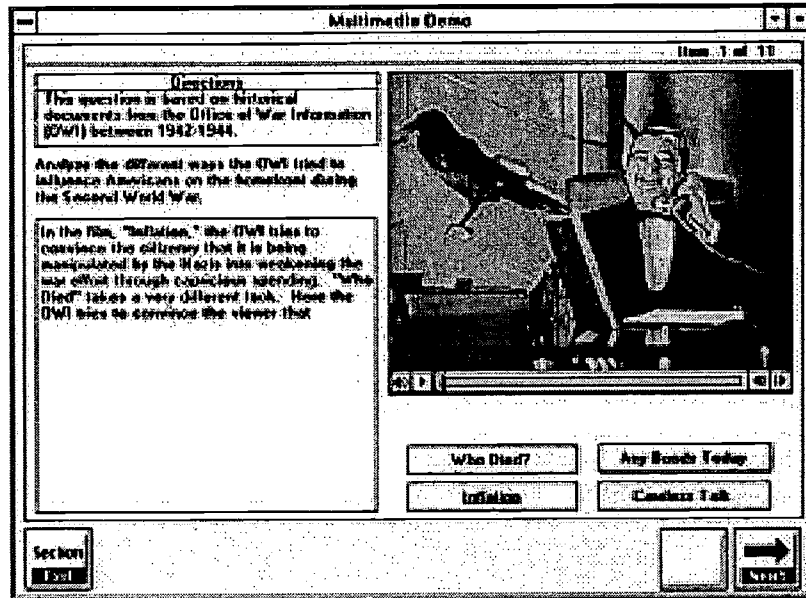 Multimedia Demo
Item 1 of 10
Directions
This question is based on historical
documents from the Office of War Information
(OWI) between 1942-1944.
Analyze the different ways the OWI tried to
influence Americans on the homefront during
the Second World War.
In the film, "Inflation," the OWI tries to
convince the citizenry that it is being
manipulated by the Nazis into weakening the
war effort through capacious spending. "Who
Died" takes a very different tack. Here the
OWI tries to convince the viewer that
Who Died?
Any Bonds Today
Inflation
Careless Talk
Section
Exit
Next